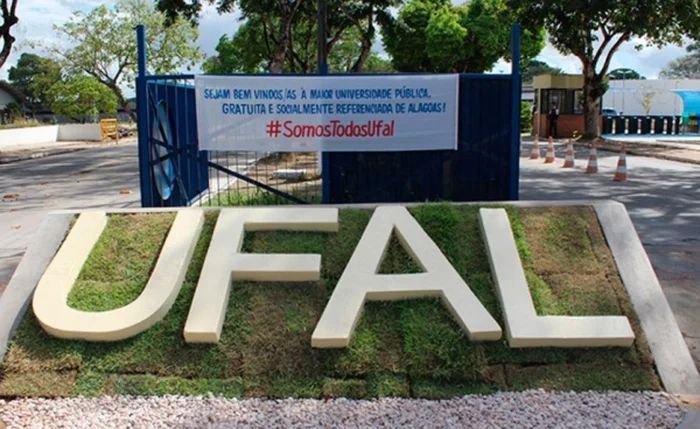 SEJAM BEM VINDOS/AS À MAIOR UNIVERSIDADE PÚBLICA,
GRATUITA E SOCIALMENTE REFERENCIADA DE ALAGOAS!
#SomosTodosUfal
UFAL